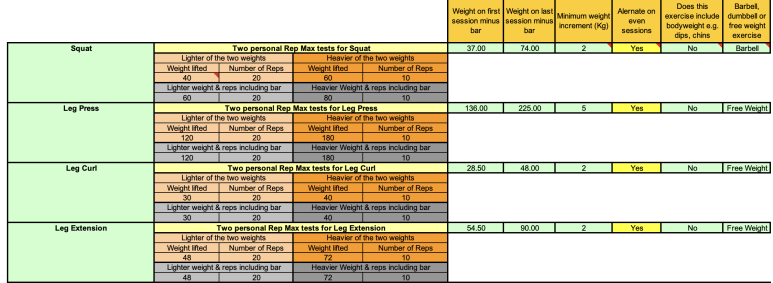 Weight on first session minus bar
Weight on last session minus bar
Minimum weight increment (Kg)
Alernate on even sessions
Does this exercise include bodyweight e.g. dips, chins
Barbell, dumbbell or free weight exercise
Squat
Two personal Rep Max tests for Squat
37.00 74.00 2 Yes No Barbell
Lighter of the two weights Heavier of the two weights
Weight lifted Number of Reps Weight lifted Number of Reps
40 20 60 10
Lighter weight & reps including bar Heavier Weight & reps including bar
60 20 80 10
Leg Press
Two personal Rep Max tests for Leg Press
136.00 225.00 5 Yes No Free Weight
Lighter of the two weights Heavier of the two weights
Weight lifted Number of Reps Weight lifted Number of Reps
120 20 180 10
Lighter weight & reps including bar Heavier Weight & reps including bar
120 20 180 10
Leg Curl
Two personal Rep Max tests for Leg Curl
28.50 48.00 2 Yes No Free Weight
Lighter of the two weights Heavier of the two weights
Weight lifted Number of Reps Weight lifted Number of Reps
30 20 40 10
Lighter weight & reps including bar Heavier Weight & reps including bar
30 20 40 10
Leg Extension
Two personal Rep Max tests for Leg Extension
54.50 90.00 2 Yes No Free Weight
Lighter of the two weights Heavier of the two weights
Weight lifted Number of Reps Weight lifted Number of Reps
48 20 72 10
Lighter weight & reps including bar Heavier Weight & reps including bar
48 20 72 10